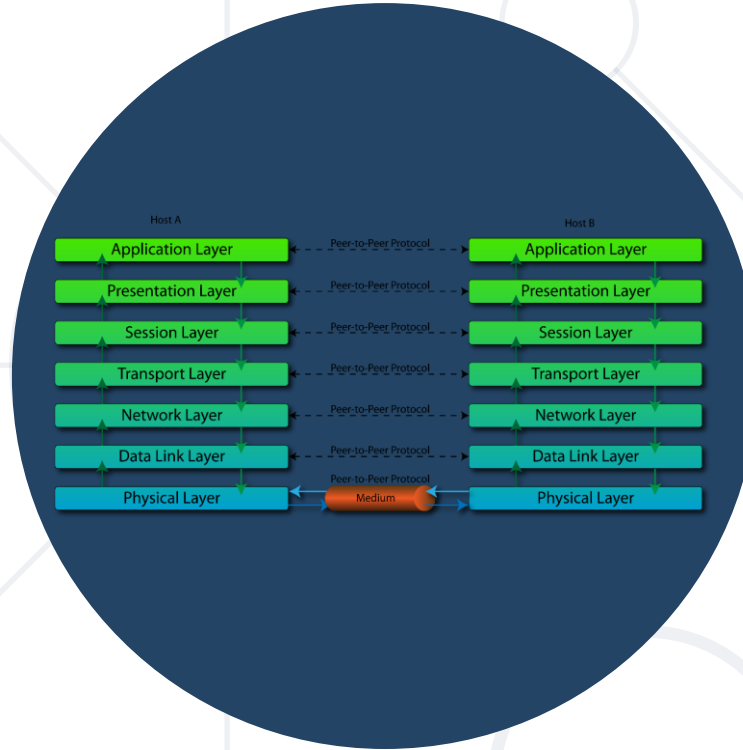 Host A
Host B
Application Layer
Peer-to-Peer Protocol
Application Layer
Presentation Layer
Peer-to-Peer Protocol
Presentation Layer
Session Layer
Peer-to-Peer Protocol
Session Layer
Transport Layer
Peer-to-Peer Protocol
Transport Layer
Network Layer
Peer-to-Peer Protocol
Network Layer
Data Link Layer
Peer-to-Peer Protocol
Data Link Layer
Peer-to-Peer Protocol
Physical Layer
Medium
Physical Layer